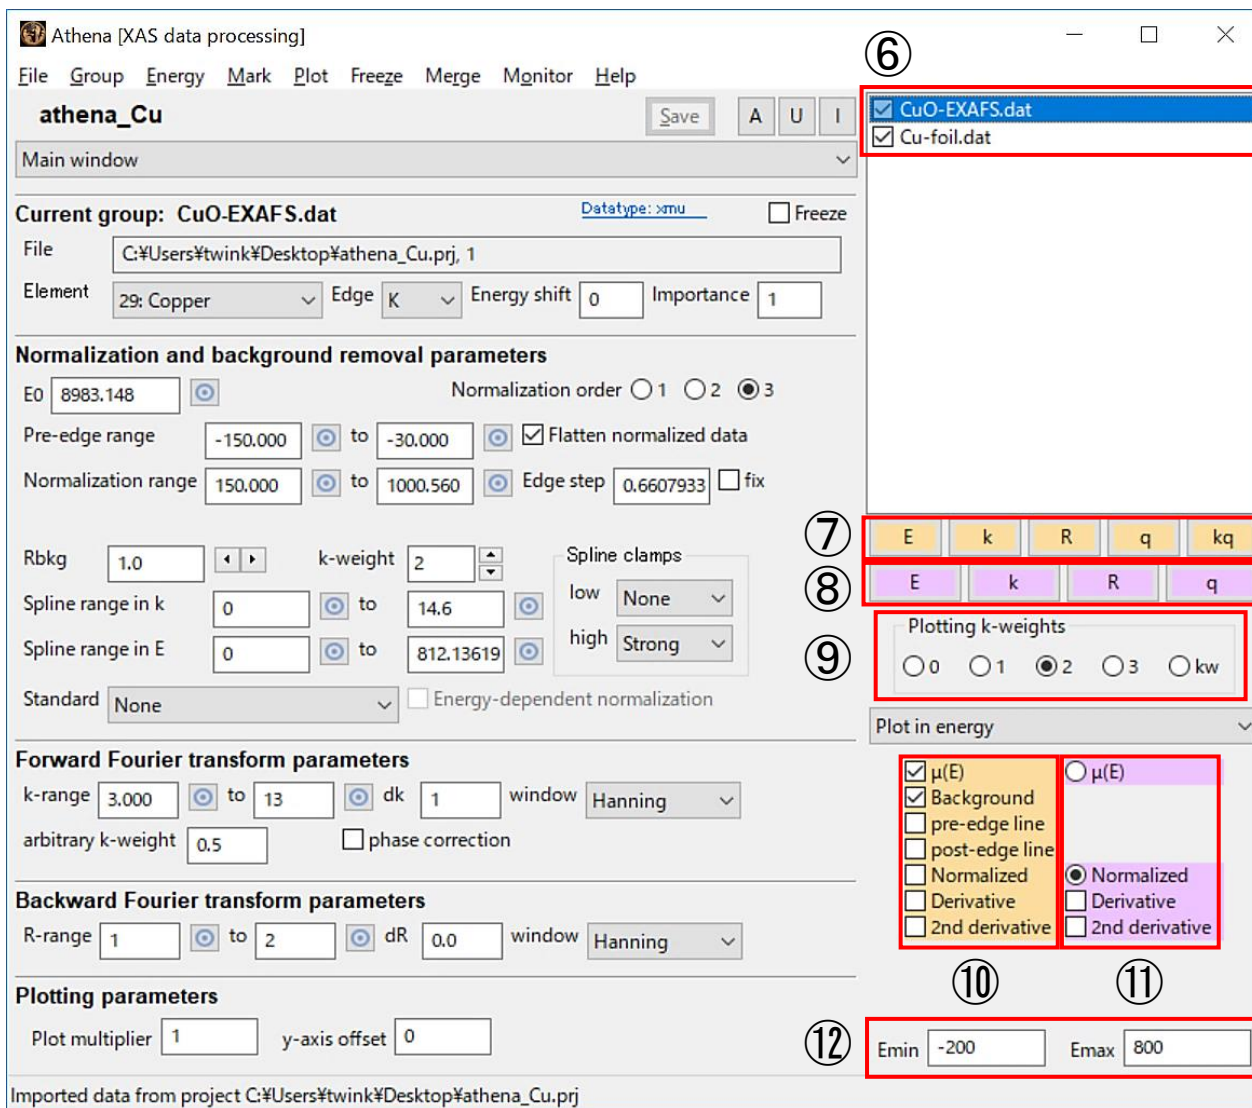 Athena [XAS data processing]
File Group Energy Mark Plot Freeze Merge Monitor Help
athena_Cu
Save A U I
Main window
Current group: CuO-EXAFS.dat
Datatype: xmu
Freeze
File C:¥Users¥twink¥Desktop¥athena_Cu.prj, 1
Element 29: Copper Edge K Energy shift 0 Importance 1
Normalization and background removal parameters
E0 8983.148 Normalization order 1 2 3
Pre-edge range -150.000 to -30.000 Flatten normalized data
Normalization range 150.000 to 1000.560 Edge step 0.6607933 fix
Rbkg 1.0 k-weight 2 Spline clamps
Spline range in k 0 to 14.6 low None
Spline range in E 0 to 812.13619 high Strong
Standard None Energy-dependent normalization
Forward Fourier transform parameters
k-range 3.000 to 13 dk 1 window Hanning
arbitrary k-weight 0.5 phase correction
Backward Fourier transform parameters
R-range 1 to 2 dR 0.0 window Hanning
Plotting parameters
Plot multiplier 1 y-axis offset 0
Imported data from project C:¥Users¥twink¥Desktop¥athena_Cu.prj
⑥
CuO-EXAFS.dat
Cu-foil.dat
⑦ E k R q kq
⑧ E k R q
Plotting k-weights
⑨ 0 1 2 3 kw
Plot in energy
μ(E) μ(E)
Background
pre-edge line
post-edge line
Normalized Normalized
Derivative Derivative
2nd derivative 2nd derivative
⑩ ⑪
⑫ Emin -200 Emax 800